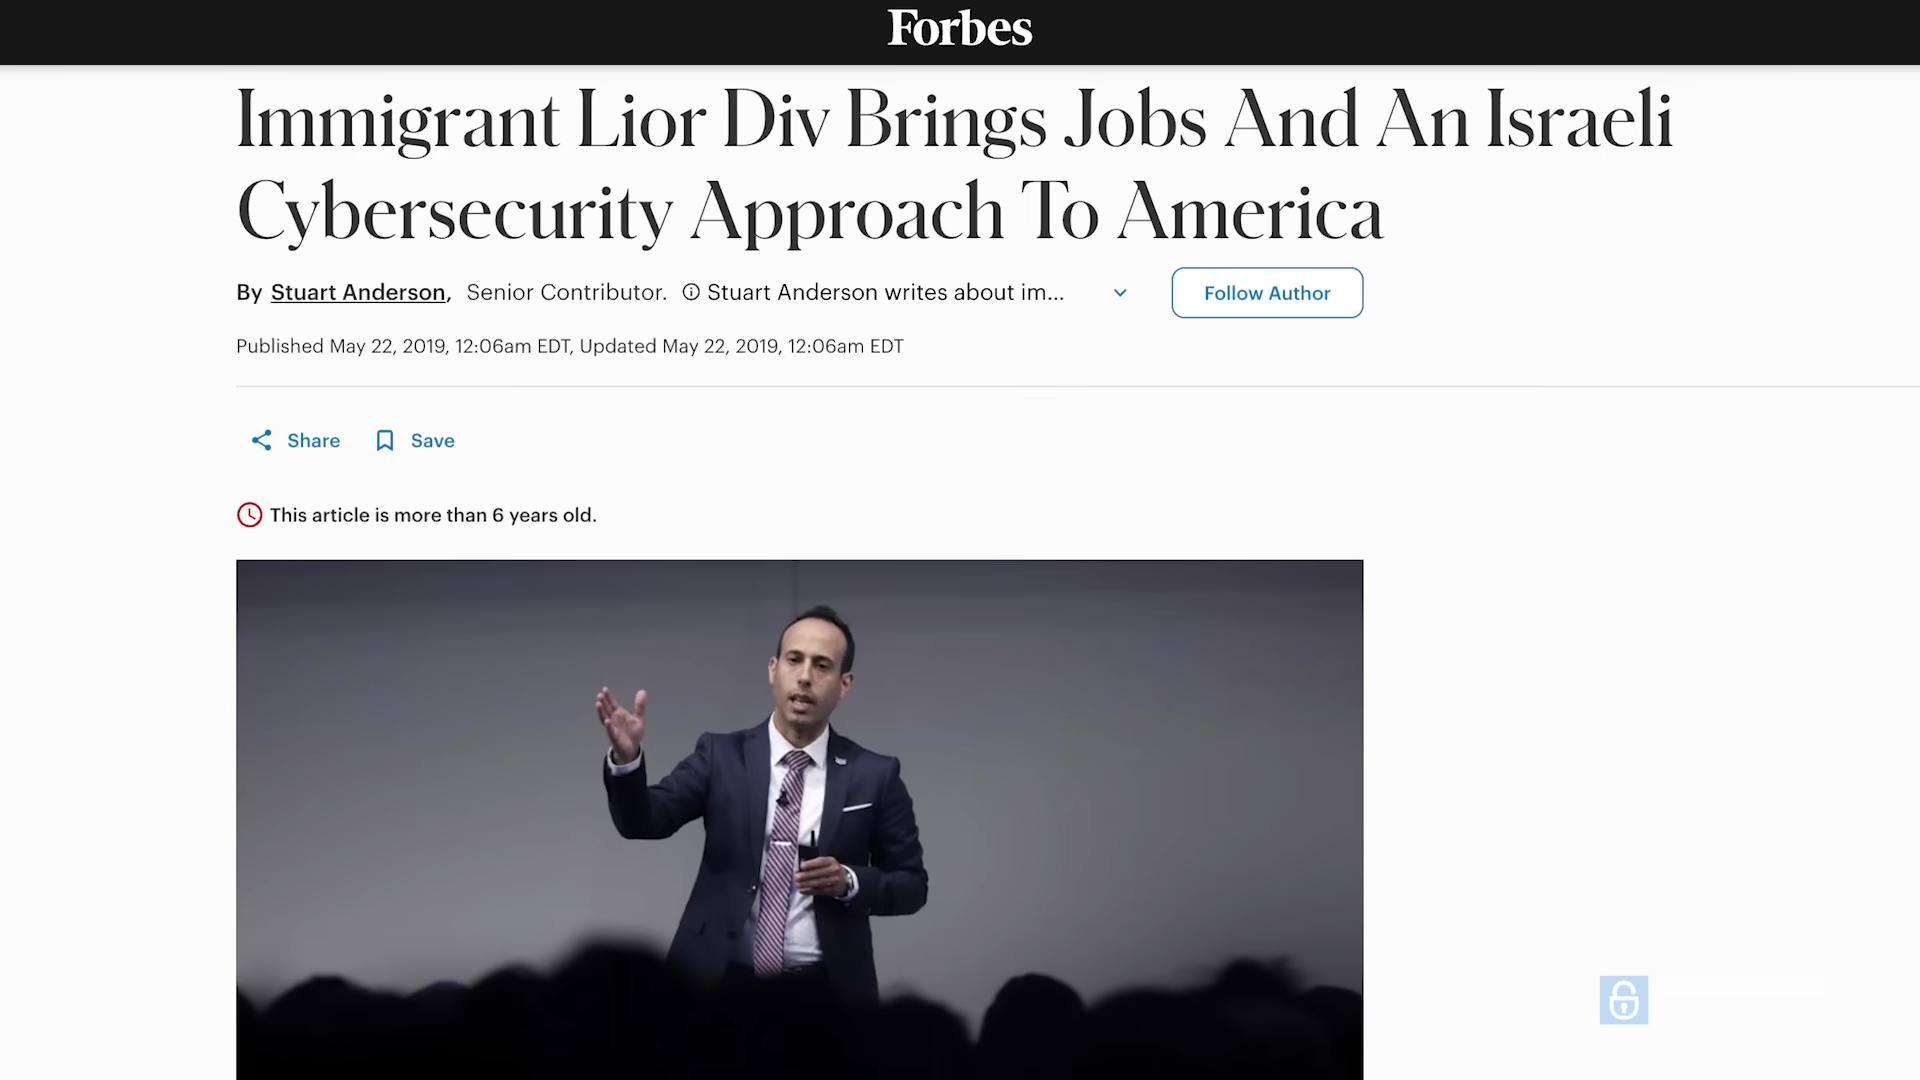 Forbes
Immigrant Lior Div Brings Jobs And An Israeli
Cybersecurity Approach To America
By Stuart Anderson, Senior Contributor. Stuart Anderson writes about im...
Follow Author
Published May 22, 2019, 12:06am EDT, Updated May 22, 2019, 12:06am EDT
Share
Save
This article is more than 6 years old.